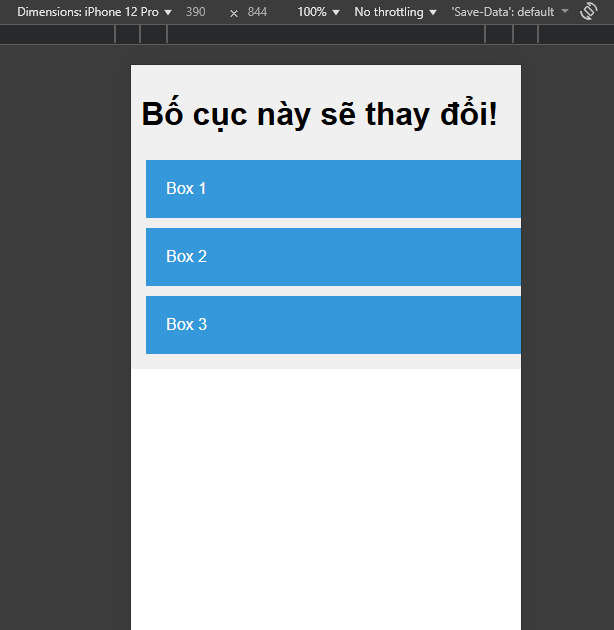 Dimensions: iPhone 12 Pro 390 × 844 100% No throttling 'Save-Data': default
Bố cục này sẽ thay đổi!
Box 1
Box 2
Box 3